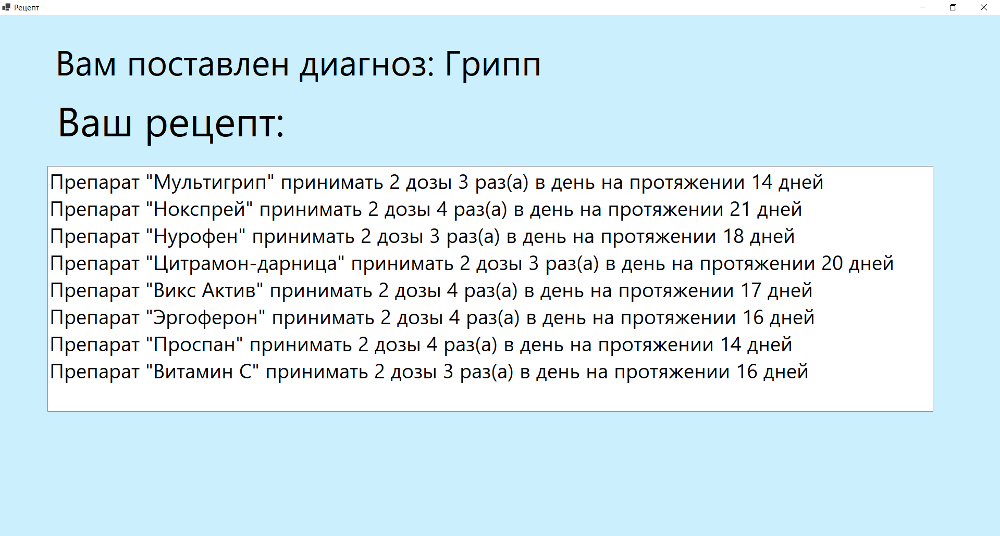 Рецепт
Вам поставлен диагноз: Грипп
Ваш рецепт:
Препарат "Мультигрип" принимать 2 дозы 3 раз(а) в день на протяжении 14 дней
Препарат "Нокспрей" принимать 2 дозы 4 раз(а) в день на протяжении 21 дней
Препарат "Нурофен" принимать 2 дозы 3 раз(а) в день на протяжении 18 дней
Препарат "Цитрамон-дарница" принимать 2 дозы 3 раз(а) в день на протяжении 20 дней
Препарат "Викс Актив" принимать 2 дозы 4 раз(а) в день на протяжении 17 дней
Препарат "Эргоферон" принимать 2 дозы 4 раз(а) в день на протяжении 16 дней
Препарат "Проспан" принимать 2 дозы 4 раз(а) в день на протяжении 14 дней
Препарат "Витамин С" принимать 2 дозы 3 раз(а) в день на протяжении 16 дней